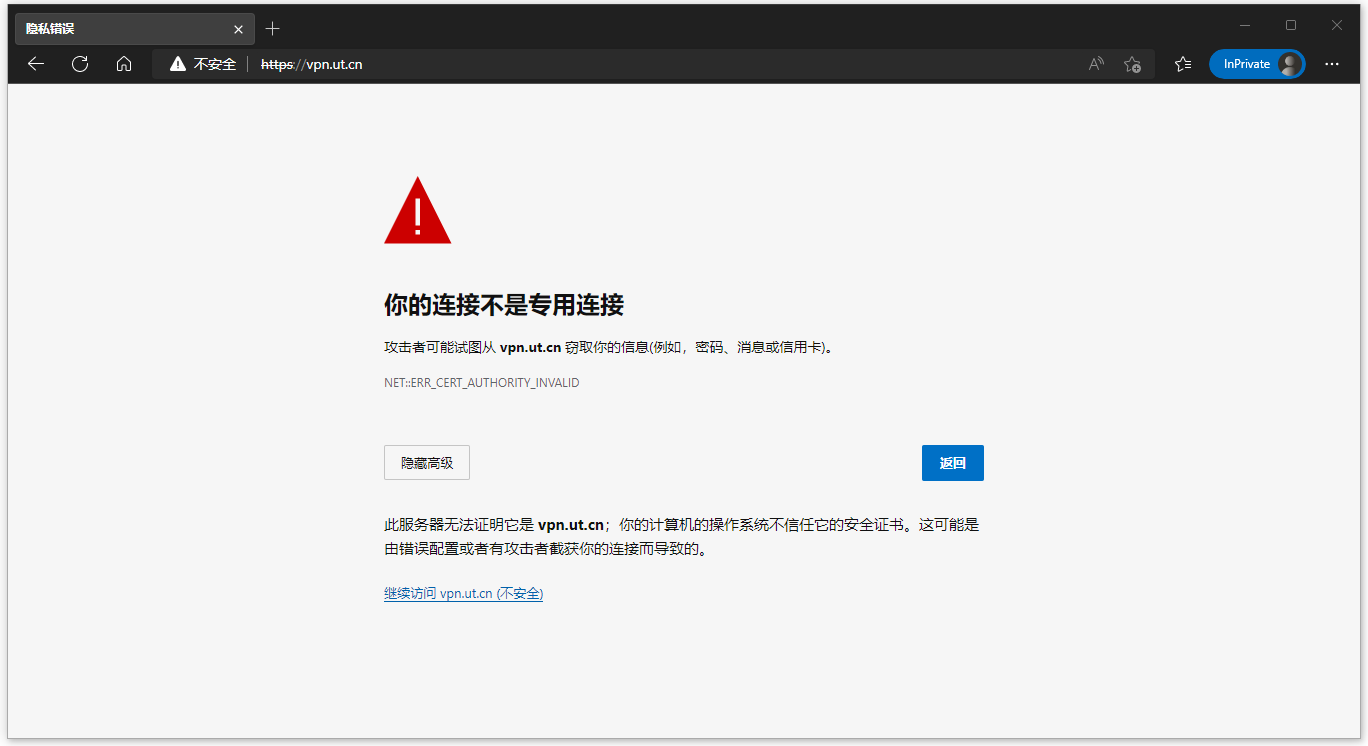 隐私错误
不安全 https://vpn.ut.cn InPrivate
你的连接不是专用连接
攻击者可能试图从 vpn.ut.cn 窃取你的信息(例如，密码、消息或信用卡)。
NET::ERR_CERT_AUTHORITY_INVALID
隐藏高级 返回
此服务器无法证明它是 vpn.ut.cn；你的计算机的操作系统不信任它的安全证书。这可能是
由错误配置或者有攻击者截获你的连接而导致的。
继续访问 vpn.ut.cn (不安全)